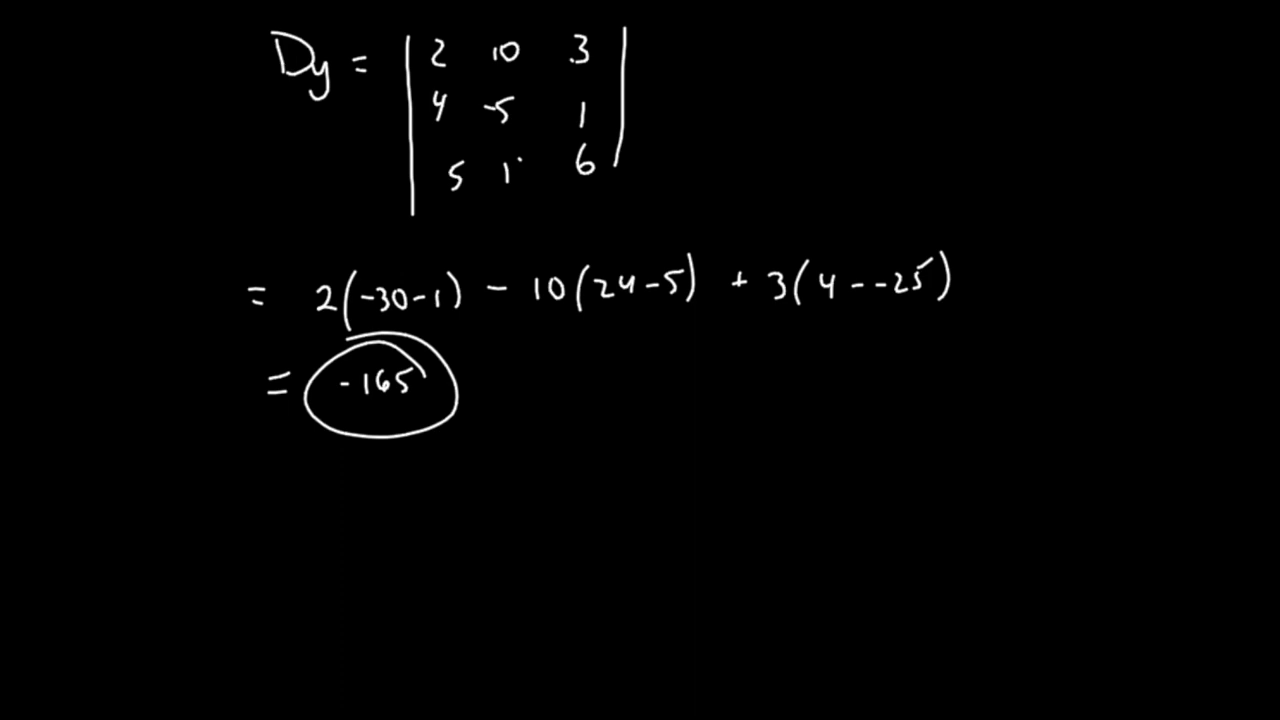 Dy = | 2 10 3 |
4 -5 1
5 1 6
= 2(-30-1) - 10(24-5) + 3(4--25)
= -165